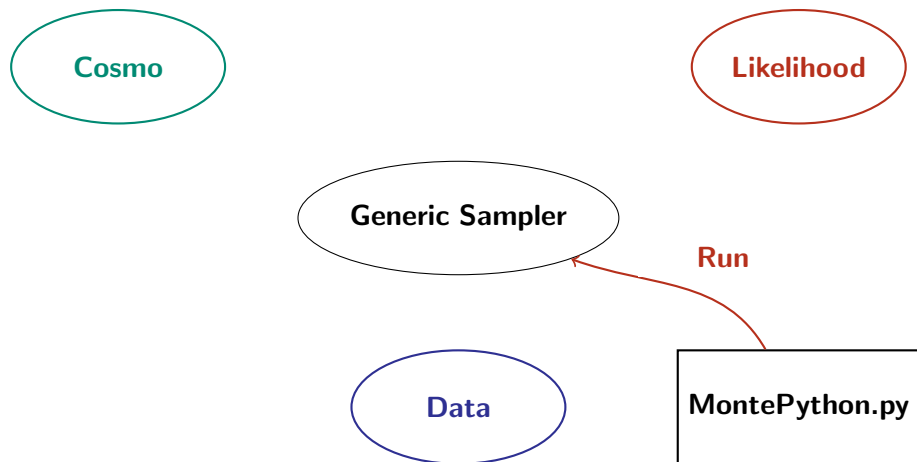 Cosmo
Likelihood
Generic Sampler
Run
Data
MontePython.py